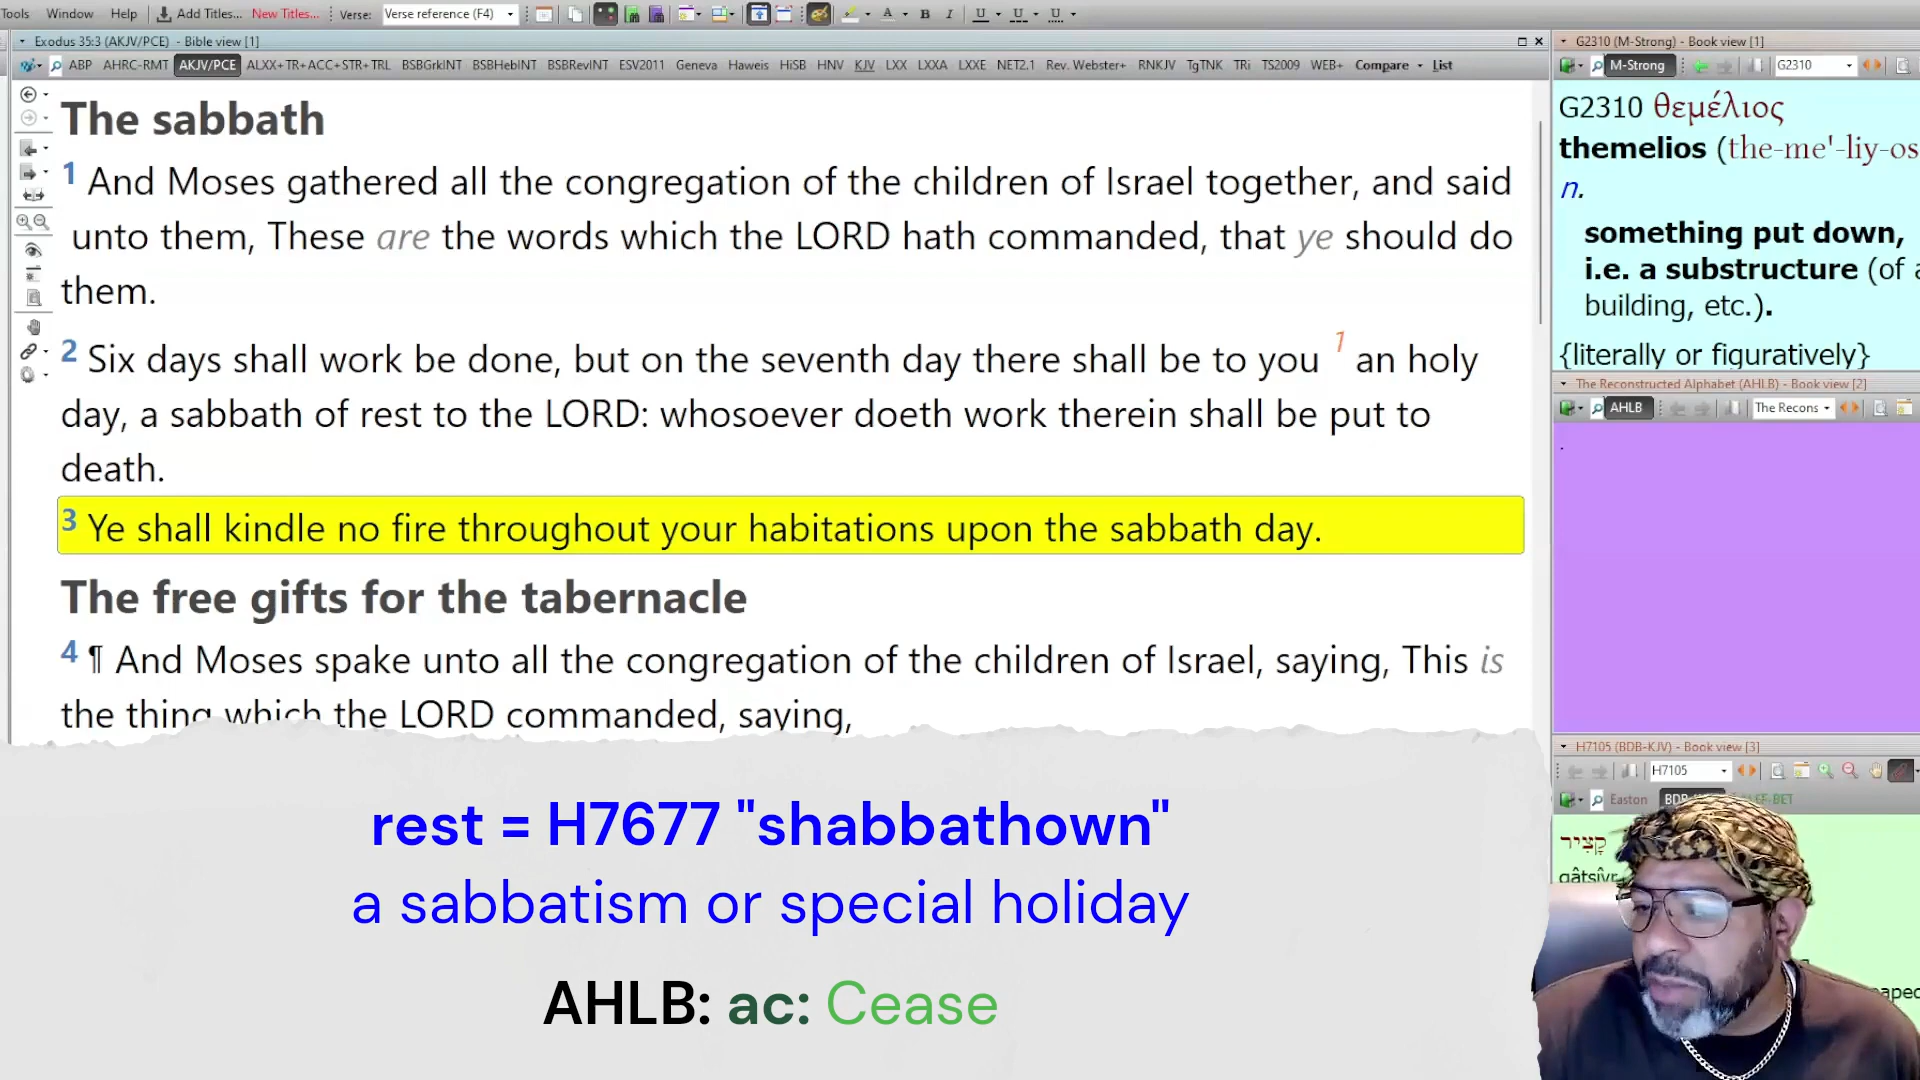 Tools Window Help Add Titles... New Titles... Verse: Verse reference (F4) A B I U U U
Exodus 35:3 (AKJV/PCE) - Bible view [1]
ABP AHRC-RMT AKJV/PCE ALXX+TR+ACC+STR+TRL BSBGrkINT BSBHebINT BSBRevINT ESV2011 Geneva Haweis HiSB HNV KJV LXX LXXA LXXE NET2.1 Rev. Webster+ RNKJV TgTNK TRi TS2009 WEB+ Compare List
The sabbath
1 And Moses gathered all the congregation of the children of Israel together, and said
unto them, These are the words which the LORD hath commanded, that ye should do
them.
2 Six days shall work be done, but on the seventh day there shall be to you 1 an holy
day, a sabbath of rest to the LORD: whosoever doeth work therein shall be put to
death.
3 Ye shall kindle no fire throughout your habitations upon the sabbath day.
The free gifts for the tabernacle
4 ¶ And Moses spake unto all the congregation of the children of Israel, saying, This is
the thing which the LORD commanded, saying,
rest = H7677 "shabbathown"
a sabbatism or special holiday
AHLB: ac: Cease
G2310 (M-Strong) - Book view [1]
M-Strong G2310
G2310 θεμέλιος
themelios (the-me'-liy-os
n.
something put down,
i.e. a substructure (of a
building, etc.).
{literally or figuratively}
The Reconstructed Alphabet (AHLB) - Book view [2]
AHLB The Recons
.
H7105 (BDB-KJV) - Book view [3]
H7105
Easton
קָצִיר
qâtsîyr